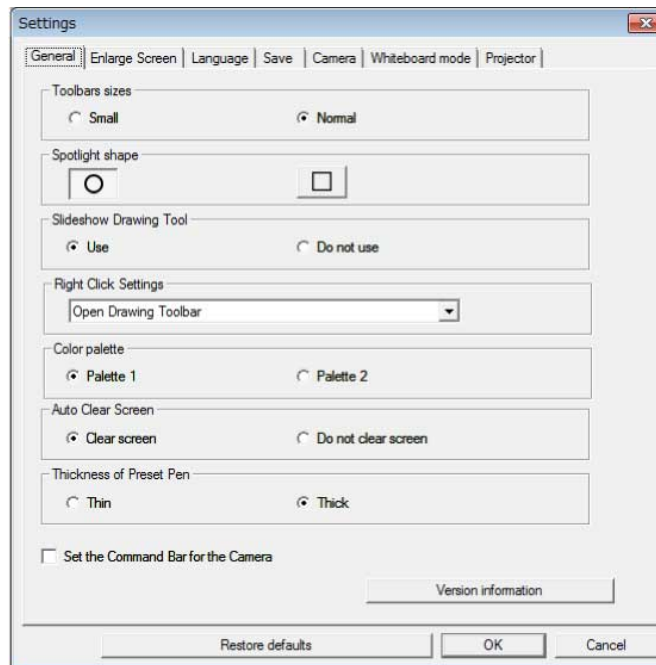 Settings
General Enlarge Screen Language Save Camera Whiteboard mode Projector
Toolbars sizes
Small Normal
Spotlight shape
Slideshow Drawing Tool
Use Do not use
Right Click Settings
Open Drawing Toolbar
Color palette
Palette 1 Palette 2
Auto Clear Screen
Clear screen Do not clear screen
Thickness of Preset Pen
Thin Thick
Set the Command Bar for the Camera
Version information
Restore defaults OK Cancel